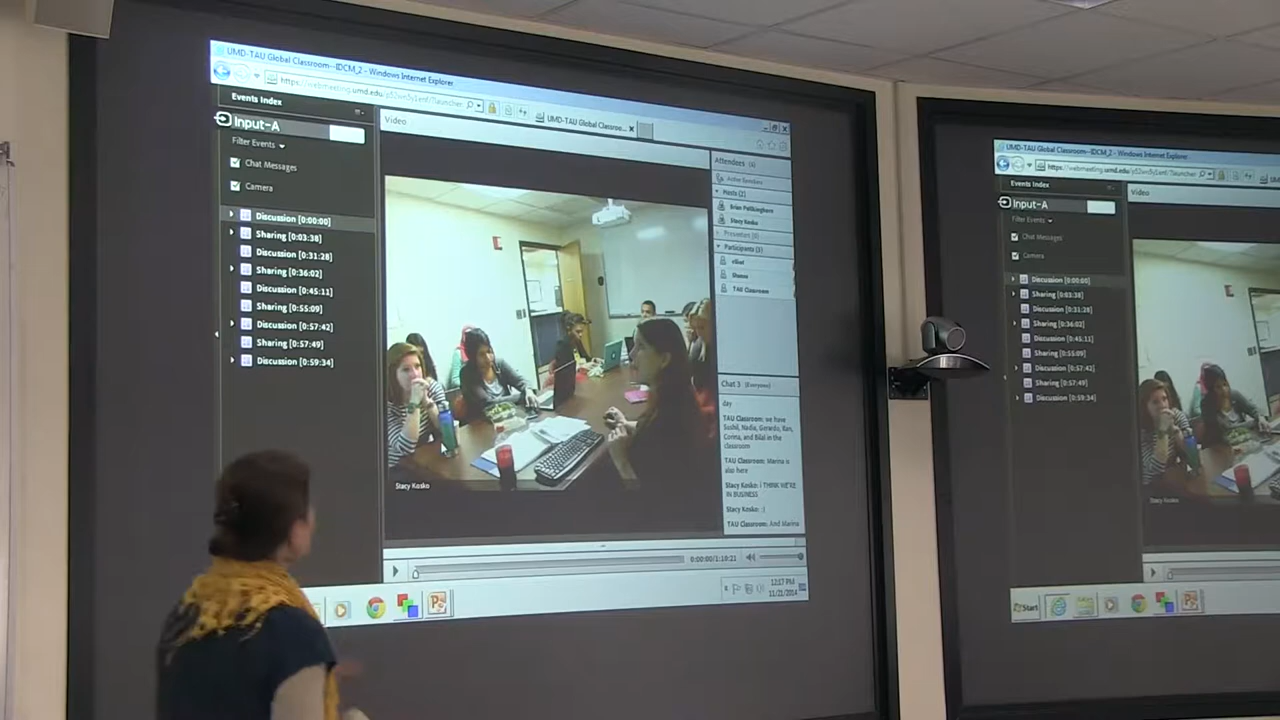 UMD-TAU Global Classroom--IDCM_2 - Windows Internet Explorer
UMD-TAU Global Classroo...
Events Index
Input-A
Filter Events
Chat Messages
Camera
Discussion [0:00:00]
Sharing [0:03:38]
Discussion [0:31:28]
Sharing [0:36:02]
Discussion [0:45:11]
Sharing [0:55:09]
Discussion [0:57:42]
Sharing [0:57:49]
Discussion [0:59:34]
Video
Stacy Kosko
Attendees
Active Speakers
Hosts (2)
Stacy Kosko
Participants (3)
TAU Classroom
Chat 3 (Everyone)
day
TAU Classroom: we have
Sushil, Nadia, Gerardo, Ran,
Corina, and Bilal in the
classroom
TAU Classroom: Marina is
also here
Stacy Kosko: I THINK WE'RE
IN BUSINESS
Stacy Kosko: :)
TAU Classroom: And Marina
0:00:00/1:10:21
12:17 PM
11/21/2014
UMD-TAU Global Classroom--IDCM_2 - Windows Internet Explorer
Events Index
Input-A
Filter Events
Chat Messages
Camera
Discussion [0:00:00]
Sharing [0:03:38]
Discussion [0:31:28]
Sharing [0:36:02]
Discussion [0:45:11]
Sharing [0:55:09]
Discussion [0:57:42]
Sharing [0:57:49]
Discussion [0:59:34]
Video
Stacy Kosko
Start